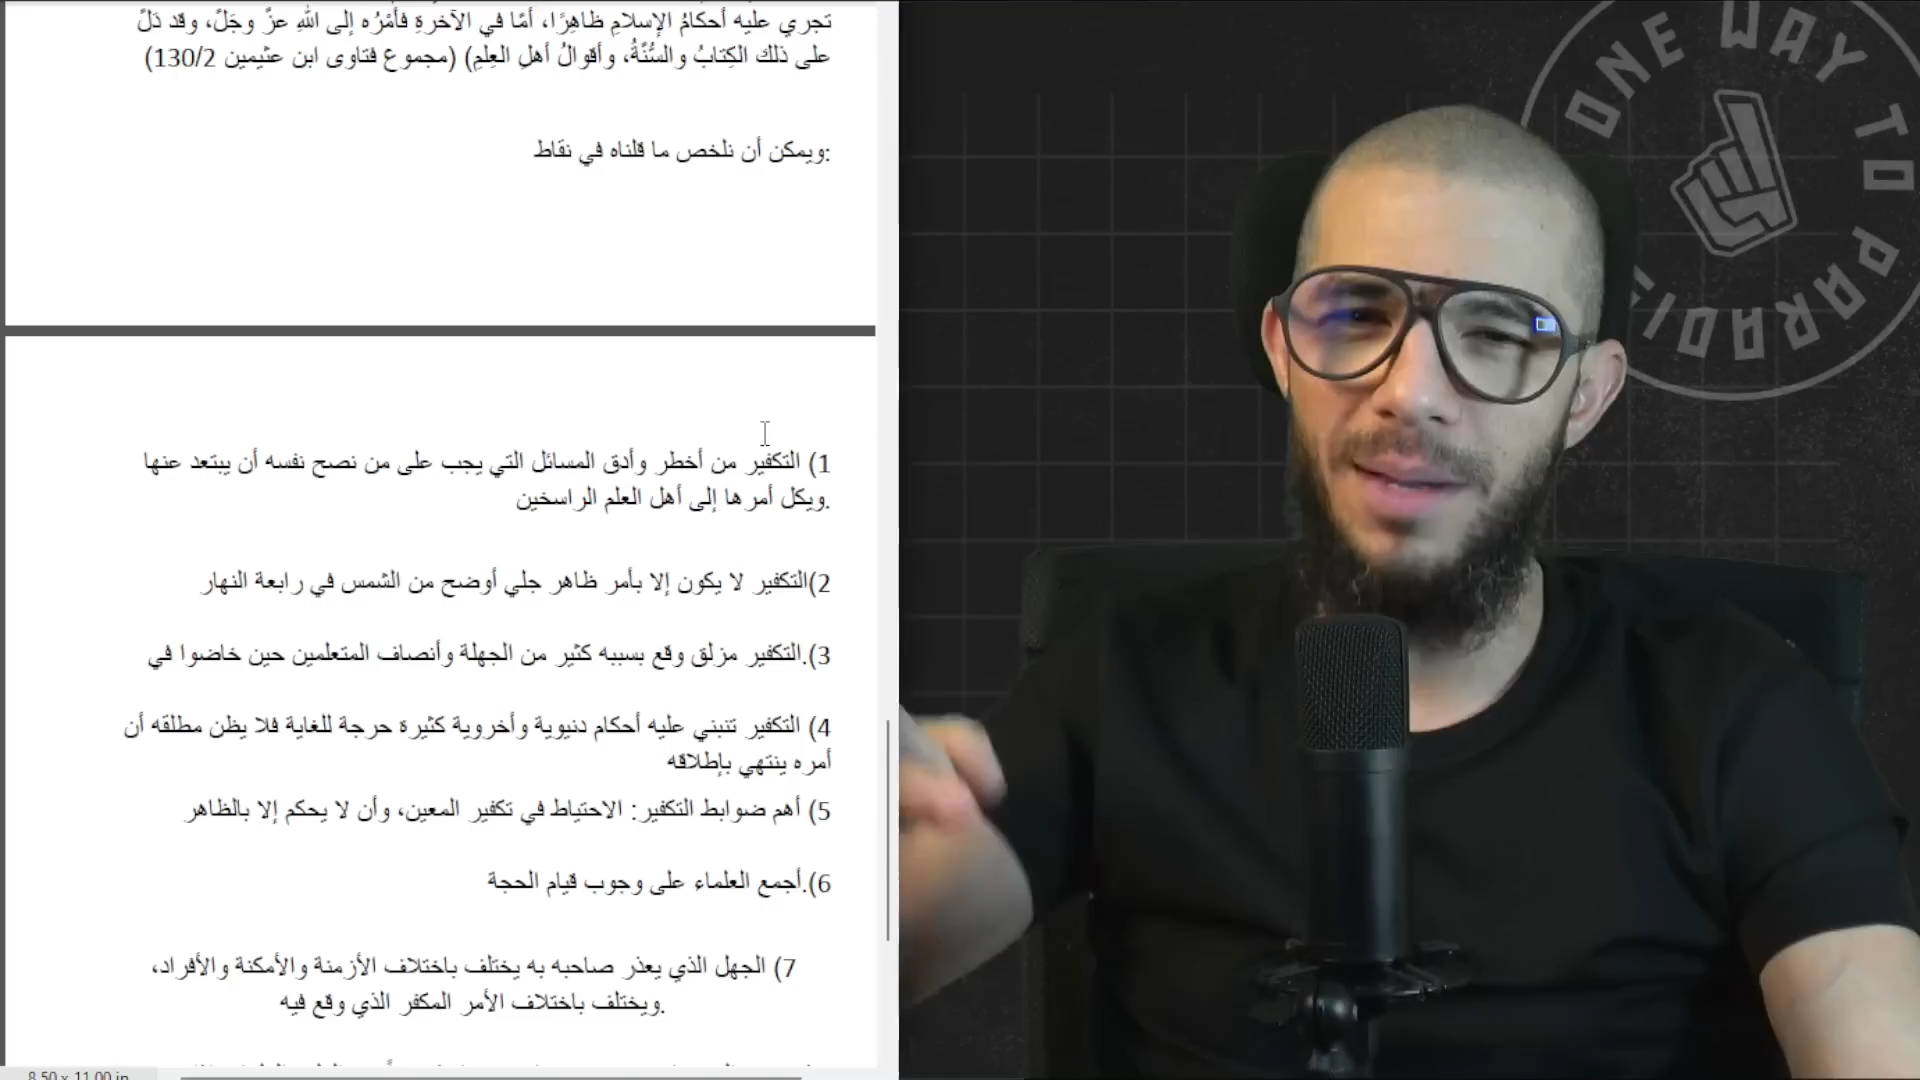 تجري عليه أحكامُ الإسلامِ ظاهِرًا، أمَّا في الآخرةِ فأمْرُه إلى اللهِ عزَّ وجَلَّ، وقد دَلَّ
على ذلك الكِتابُ والسُّنَّةُ، وأقوالُ أهلِ العِلمِ) (مجموع فتاوى ابن عثيمين 130/2)
:ويمكن أن نلخص ما قلناه في نقاط
1) التكفير من أخطر وأدق المسائل التي يجب على من نصح نفسه أن يبتعد عنها
.ويكل أمرها إلى أهل العلم الراسخين
2)التكفير لا يكون إلا بأمر ظاهر جلي أوضح من الشمس في رابعة النهار
3).التكفير مزلق وقع بسببه كثير من الجهلة وأنصاف المتعلمين حين خاضوا في
4) التكفير تنبني عليه أحكام دنيوية وأخروية كثيرة حرجة للغاية فلا يظن مطلقه أن
أمره ينتهي بإطلاقه
5) أهم ضوابط التكفير: الاحتياط في تكفير المعين، وأن لا يحكم إلا بالظاهر
6).أجمع العلماء على وجوب قيام الحجة
7) الجهل الذي يعذر صاحبه به يختلف باختلاف الأزمنة والأمكنة والأفراد،
.ويختلف باختلاف الأمر المكفر الذي وقع فيه
8.50 x 11.00 in
ONE WAY TO